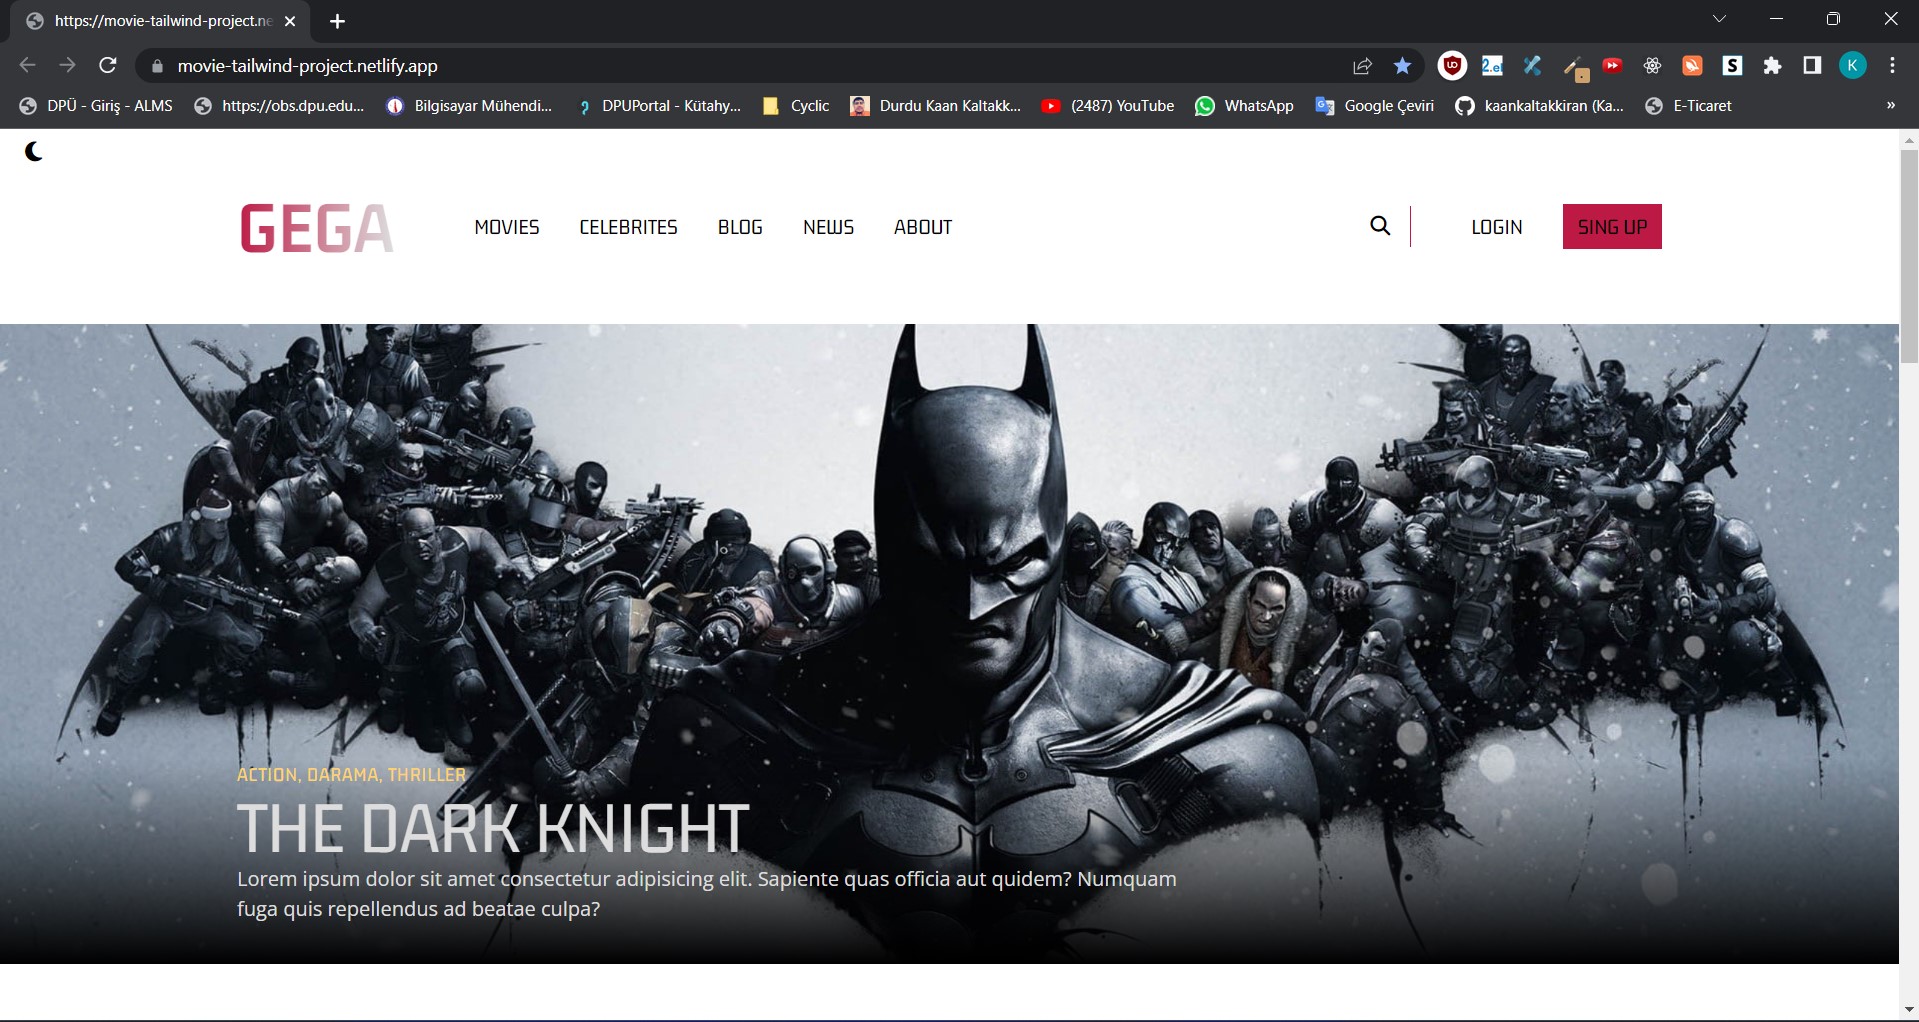 https://movie-tailwind-project.ne
movie-tailwind-project.netlify.app
K
DPÜ - Giriş - ALMS
https://obs.dpu.edu...
Bilgisayar Mühendi...
DPUPortal - Kütahy...
Cyclic
Durdu Kaan Kaltakk...
(2487) YouTube
WhatsApp
Google Çeviri
kaankaltakkiran (Ka...
E-Ticaret
»
GEGA
MOVIES
CELEBRITES
BLOG
NEWS
ABOUT
LOGIN
SING UP
ACTION, DARAMA, THRILLER
THE DARK KNIGHT
Lorem ipsum dolor sit amet consectetur adipisicing elit. Sapiente quas officia aut quidem? Numquam
fuga quis repellendus ad beatae culpa?